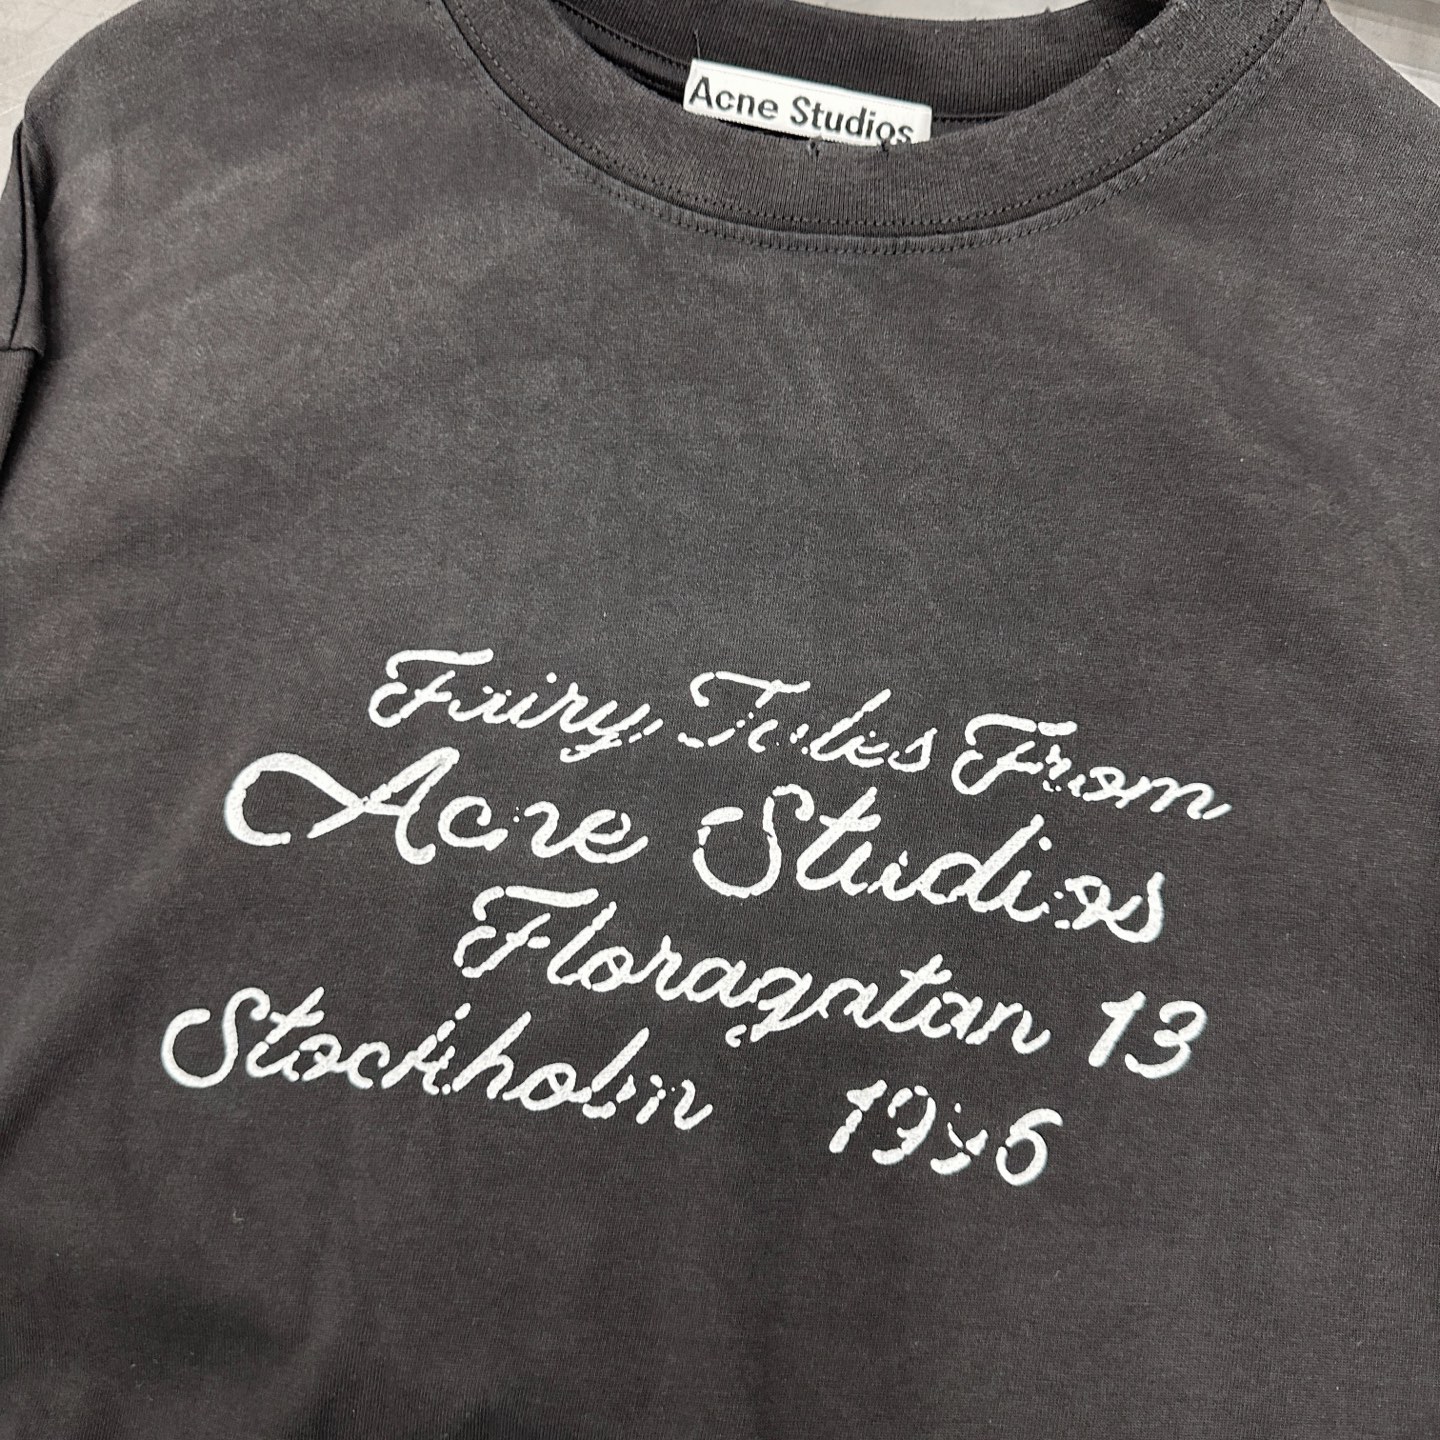 Acne Studios
Fairy Tales From
Acne Studios
Floragatan 13
Stockholm 1996